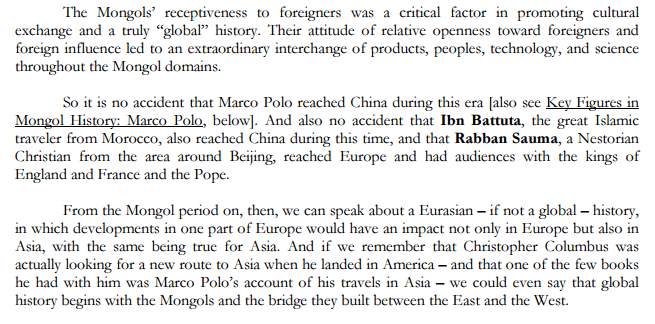 The Mongols’ receptiveness to foreigners was a critical factor in promoting cultural
exchange and a truly “global” history. Their attitude of relative openness toward foreigners and
foreign influence led to an extraordinary interchange of products, peoples, technology, and science
throughout the Mongol domains.
So it is no accident that Marco Polo reached China during this era [also see Key Figures in
Mongol History: Marco Polo, below]. And also no accident that Ibn Battuta, the great Islamic
traveler from Morocco, also reached China during this time, and that Rabban Sauma, a Nestorian
Christian from the area around Beijing, reached Europe and had audiences with the kings of
England and France and the Pope.
From the Mongol period on, then, we can speak about a Eurasian – if not a global – history,
in which developments in one part of Europe would have an impact not only in Europe but also in
Asia, with the same being true for Asia. And if we remember that Christopher Columbus was
actually looking for a new route to Asia when he landed in America – and that one of the few books
he had with him was Marco Polo’s account of his travels in Asia – we could even say that global
history begins with the Mongols and the bridge they built between the East and the West.